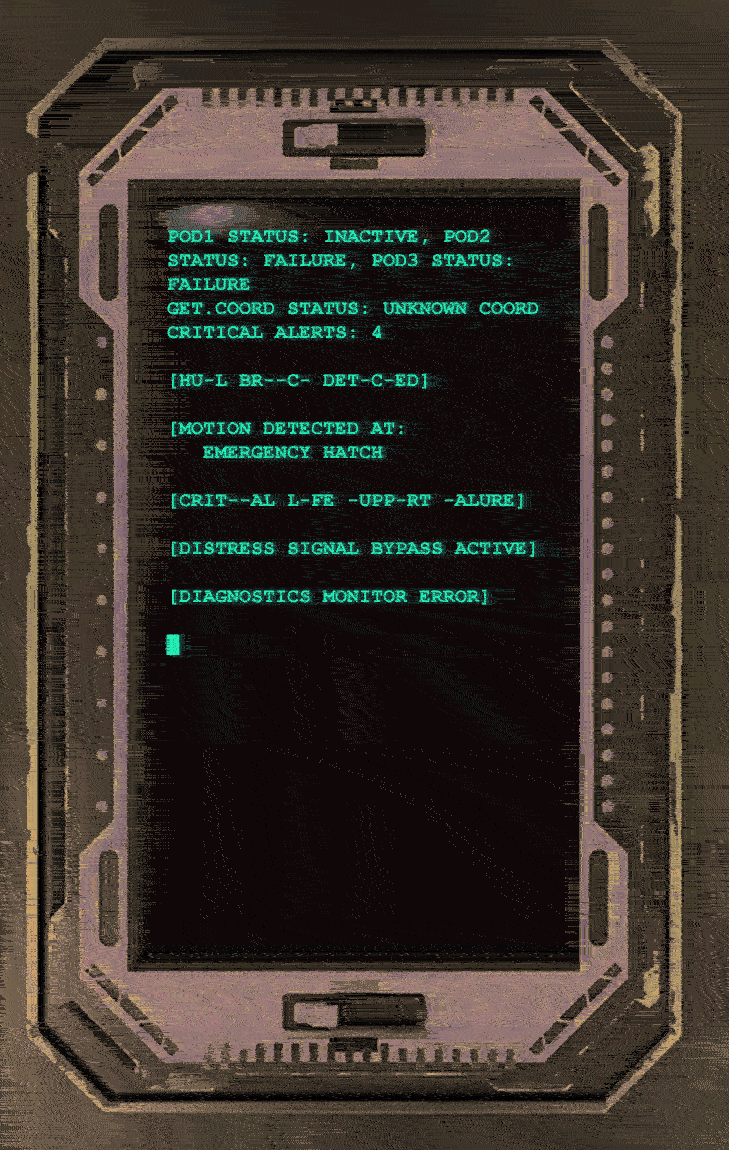 POD1 STATUS: INACTIVE, POD2
STATUS: FAILURE, POD3 STATUS:
FAILURE
GET.COORD STATUS: UNKNOWN COORD
CRITICAL ALERTS: 4
[HU-L BR--C- DET-C-ED]
[MOTION DETECTED AT:
EMERGENCY HATCH
[CRIT--AL L-FE -UPP-RT -ALURE]
[DISTRESS SIGNAL BYPASS ACTIVE]
[DIAGNOSTICS MONITOR ERROR]